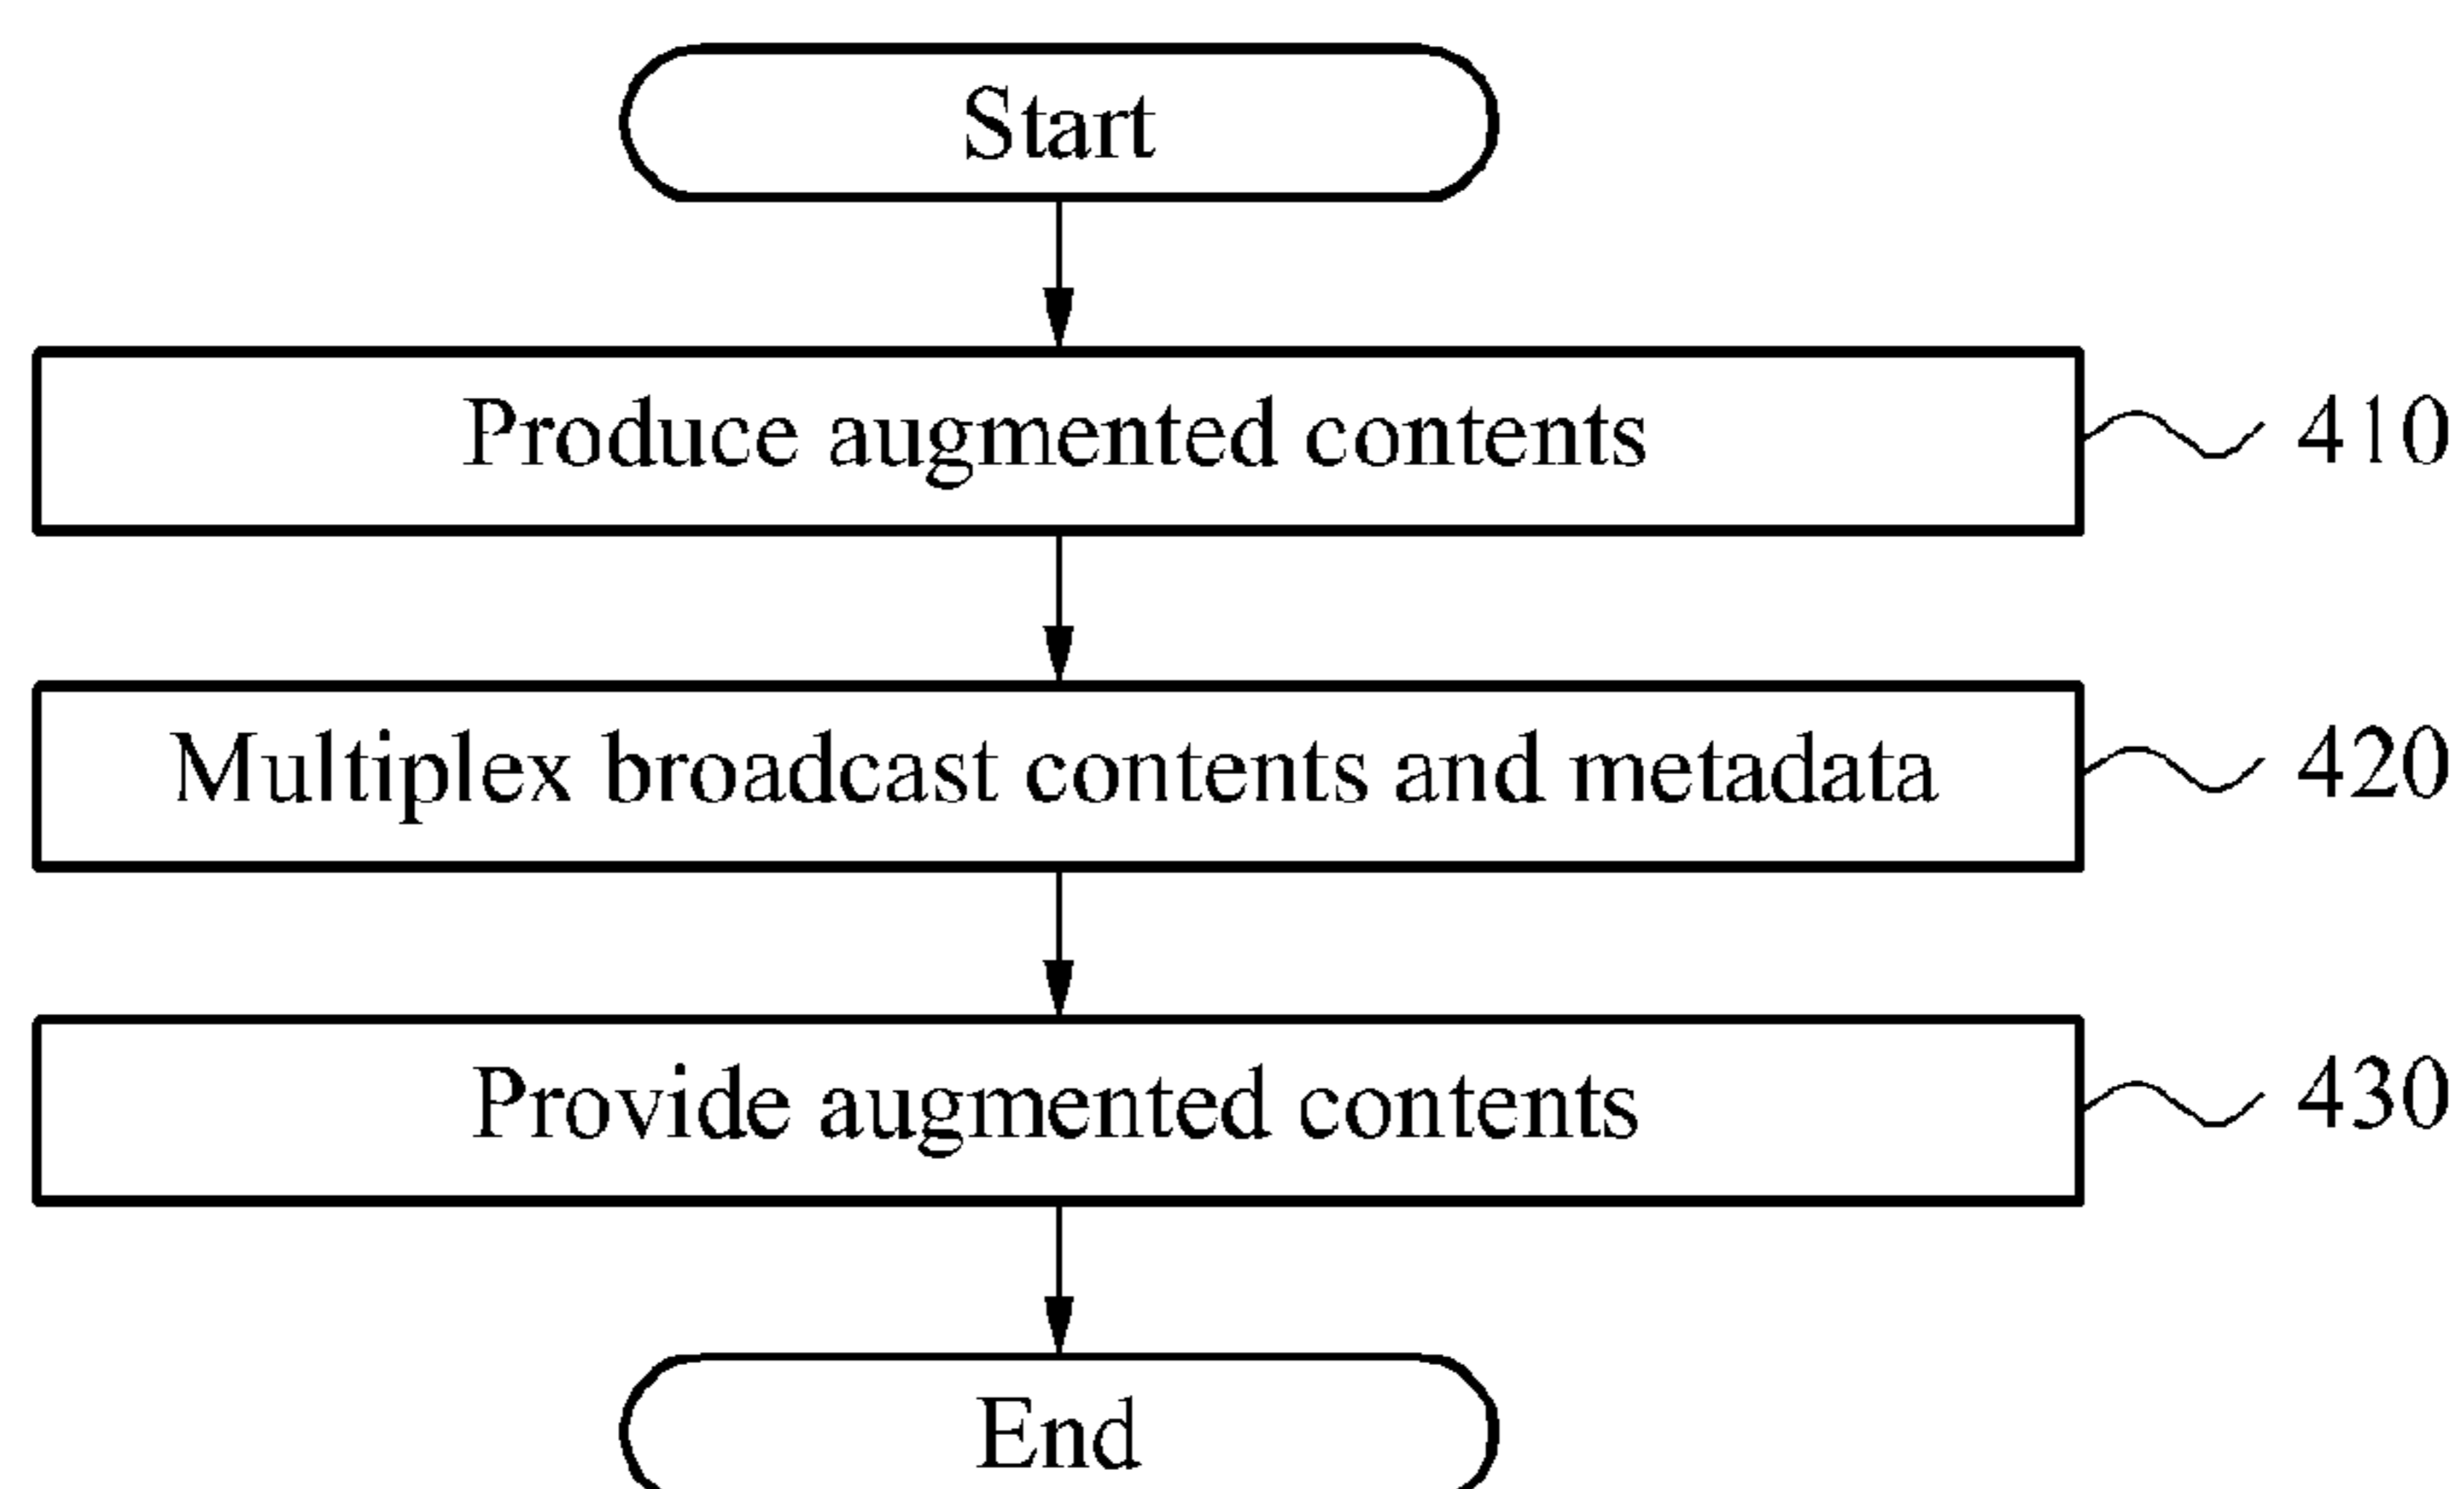 Start
Produce augmented contents
410
Multiplex broadcast contents and metadata
420
Provide augmented contents
430
End